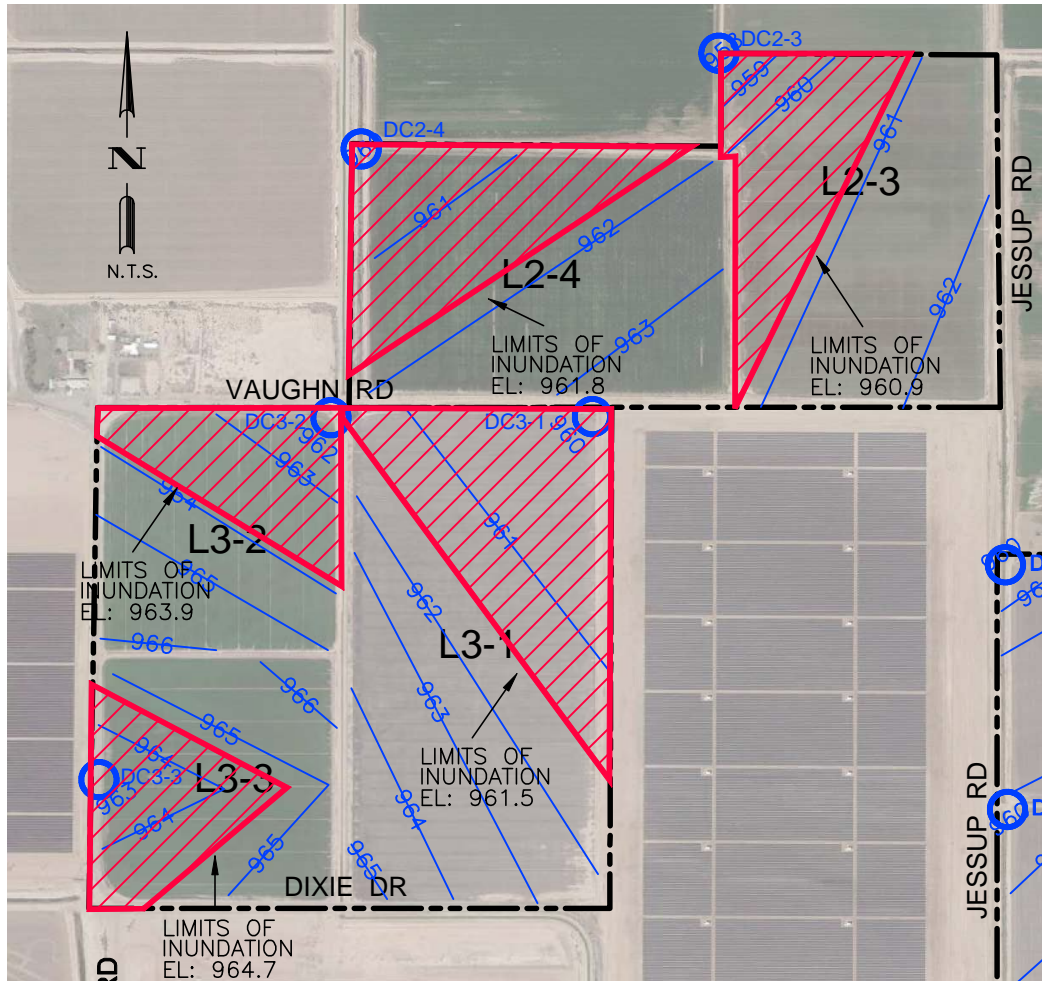 DC2-3
958
959
960
DC2-4
N
961
L2-3
961
N.T.S.
962
L2-4
JESSUP RD
962
963
LIMITS OF
INUNDATION
EL: 961.8
LIMITS OF
INUNDATION
EL: 960.9
VAUGHN RD
DC3-2
962
DC3-1
960
963
964
961
L3-2
965
LIMITS OF
INUNDATION
EL: 963.9
962
966
L3-1
966
963
965
964
L3-3
DC3-3
963
964
LIMITS OF
INUNDATION
EL: 961.5
964
JESSUP RD
960
965
965
DIXIE DR
LIMITS OF
INUNDATION
EL: 964.7
RD